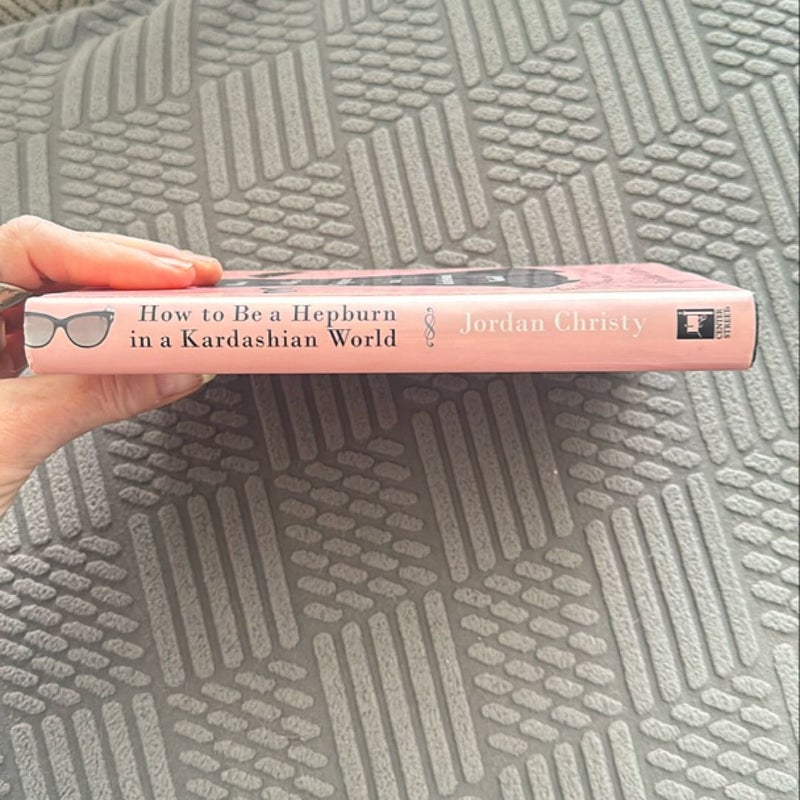 How to Be a Hepburn
in a Kardashian World
Jordan Christy
CENTER
STREET